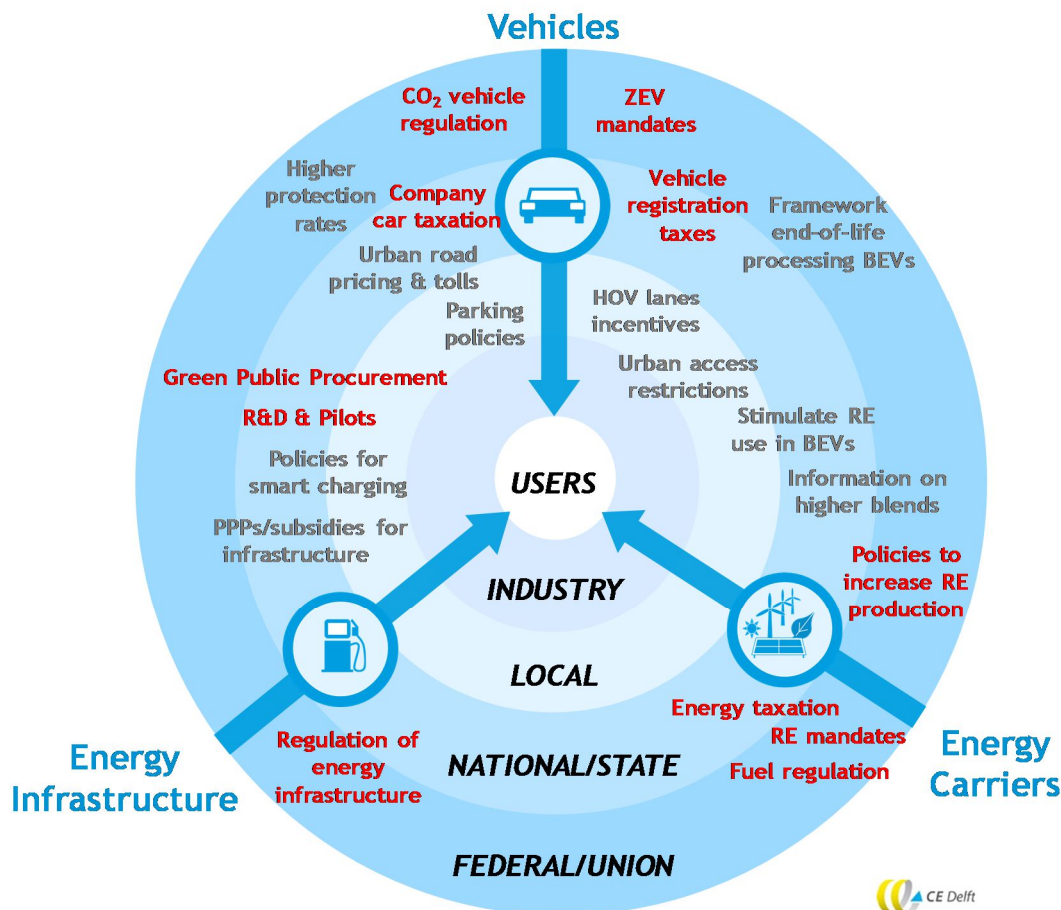 Vehicles
CO₂ vehicle
regulation
ZEV
mandates
Higher
protection
rates
Company
car taxation
Vehicle
registration
taxes
Framework
end-of-life
processing BEVs
Urban road
pricing & tolls
Parking
policies
HOV lanes
incentives
Urban access
restrictions
Green Public Procurement
R&D & Pilots
Policies for
smart charging
PPPs/subsidies for
infrastructure
Stimulate RE
use in BEVs
Information on
higher blends
Policies to
increase RE
production
USERS
INDUSTRY
LOCAL
NATIONAL/STATE
FEDERAL/UNION
Energy taxation
RE mandates
Fuel regulation
Regulation of
energy
infrastructure
Energy
Infrastructure
Energy
Carriers
CE Delft